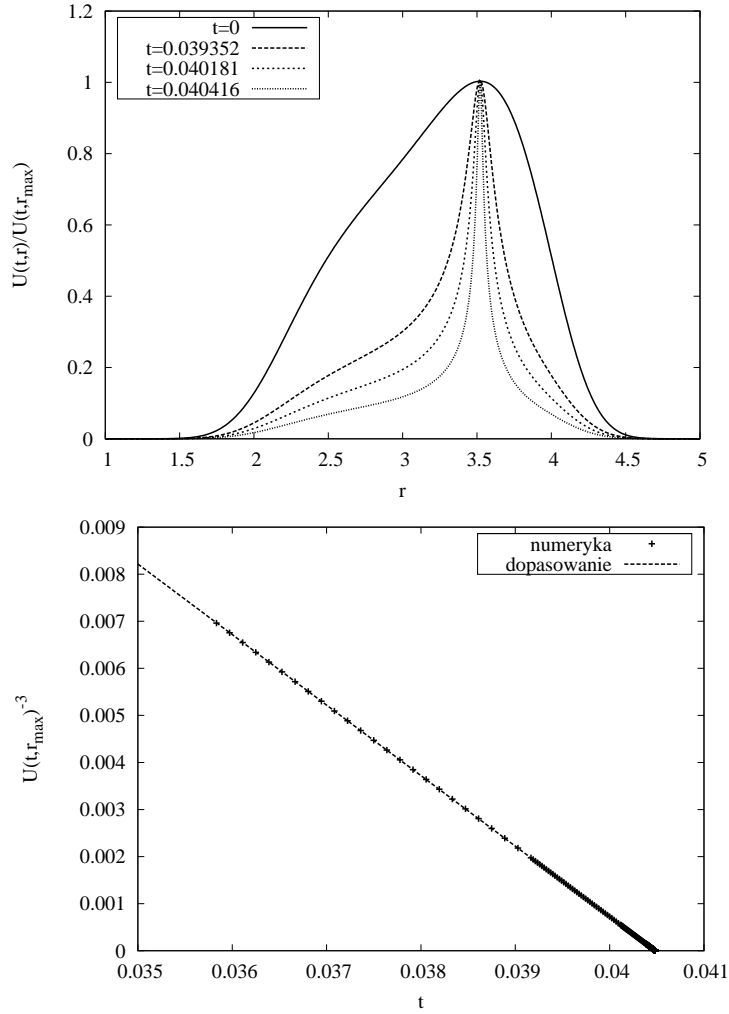 1.2
1
0.8
0.6
0.4
0.2
0
U(t,r)/U(t,r_max)
t=0
t=0.039352
t=0.040181
t=0.040416
1 1.5 2 2.5 3 3.5 4 4.5 5
r
0.009
0.008
0.007
0.006
0.005
0.004
0.003
0.002
0.001
0
U(t,r_max)^-3
numeryka
dopasowanie
0.035 0.036 0.037 0.038 0.039 0.04 0.041
t